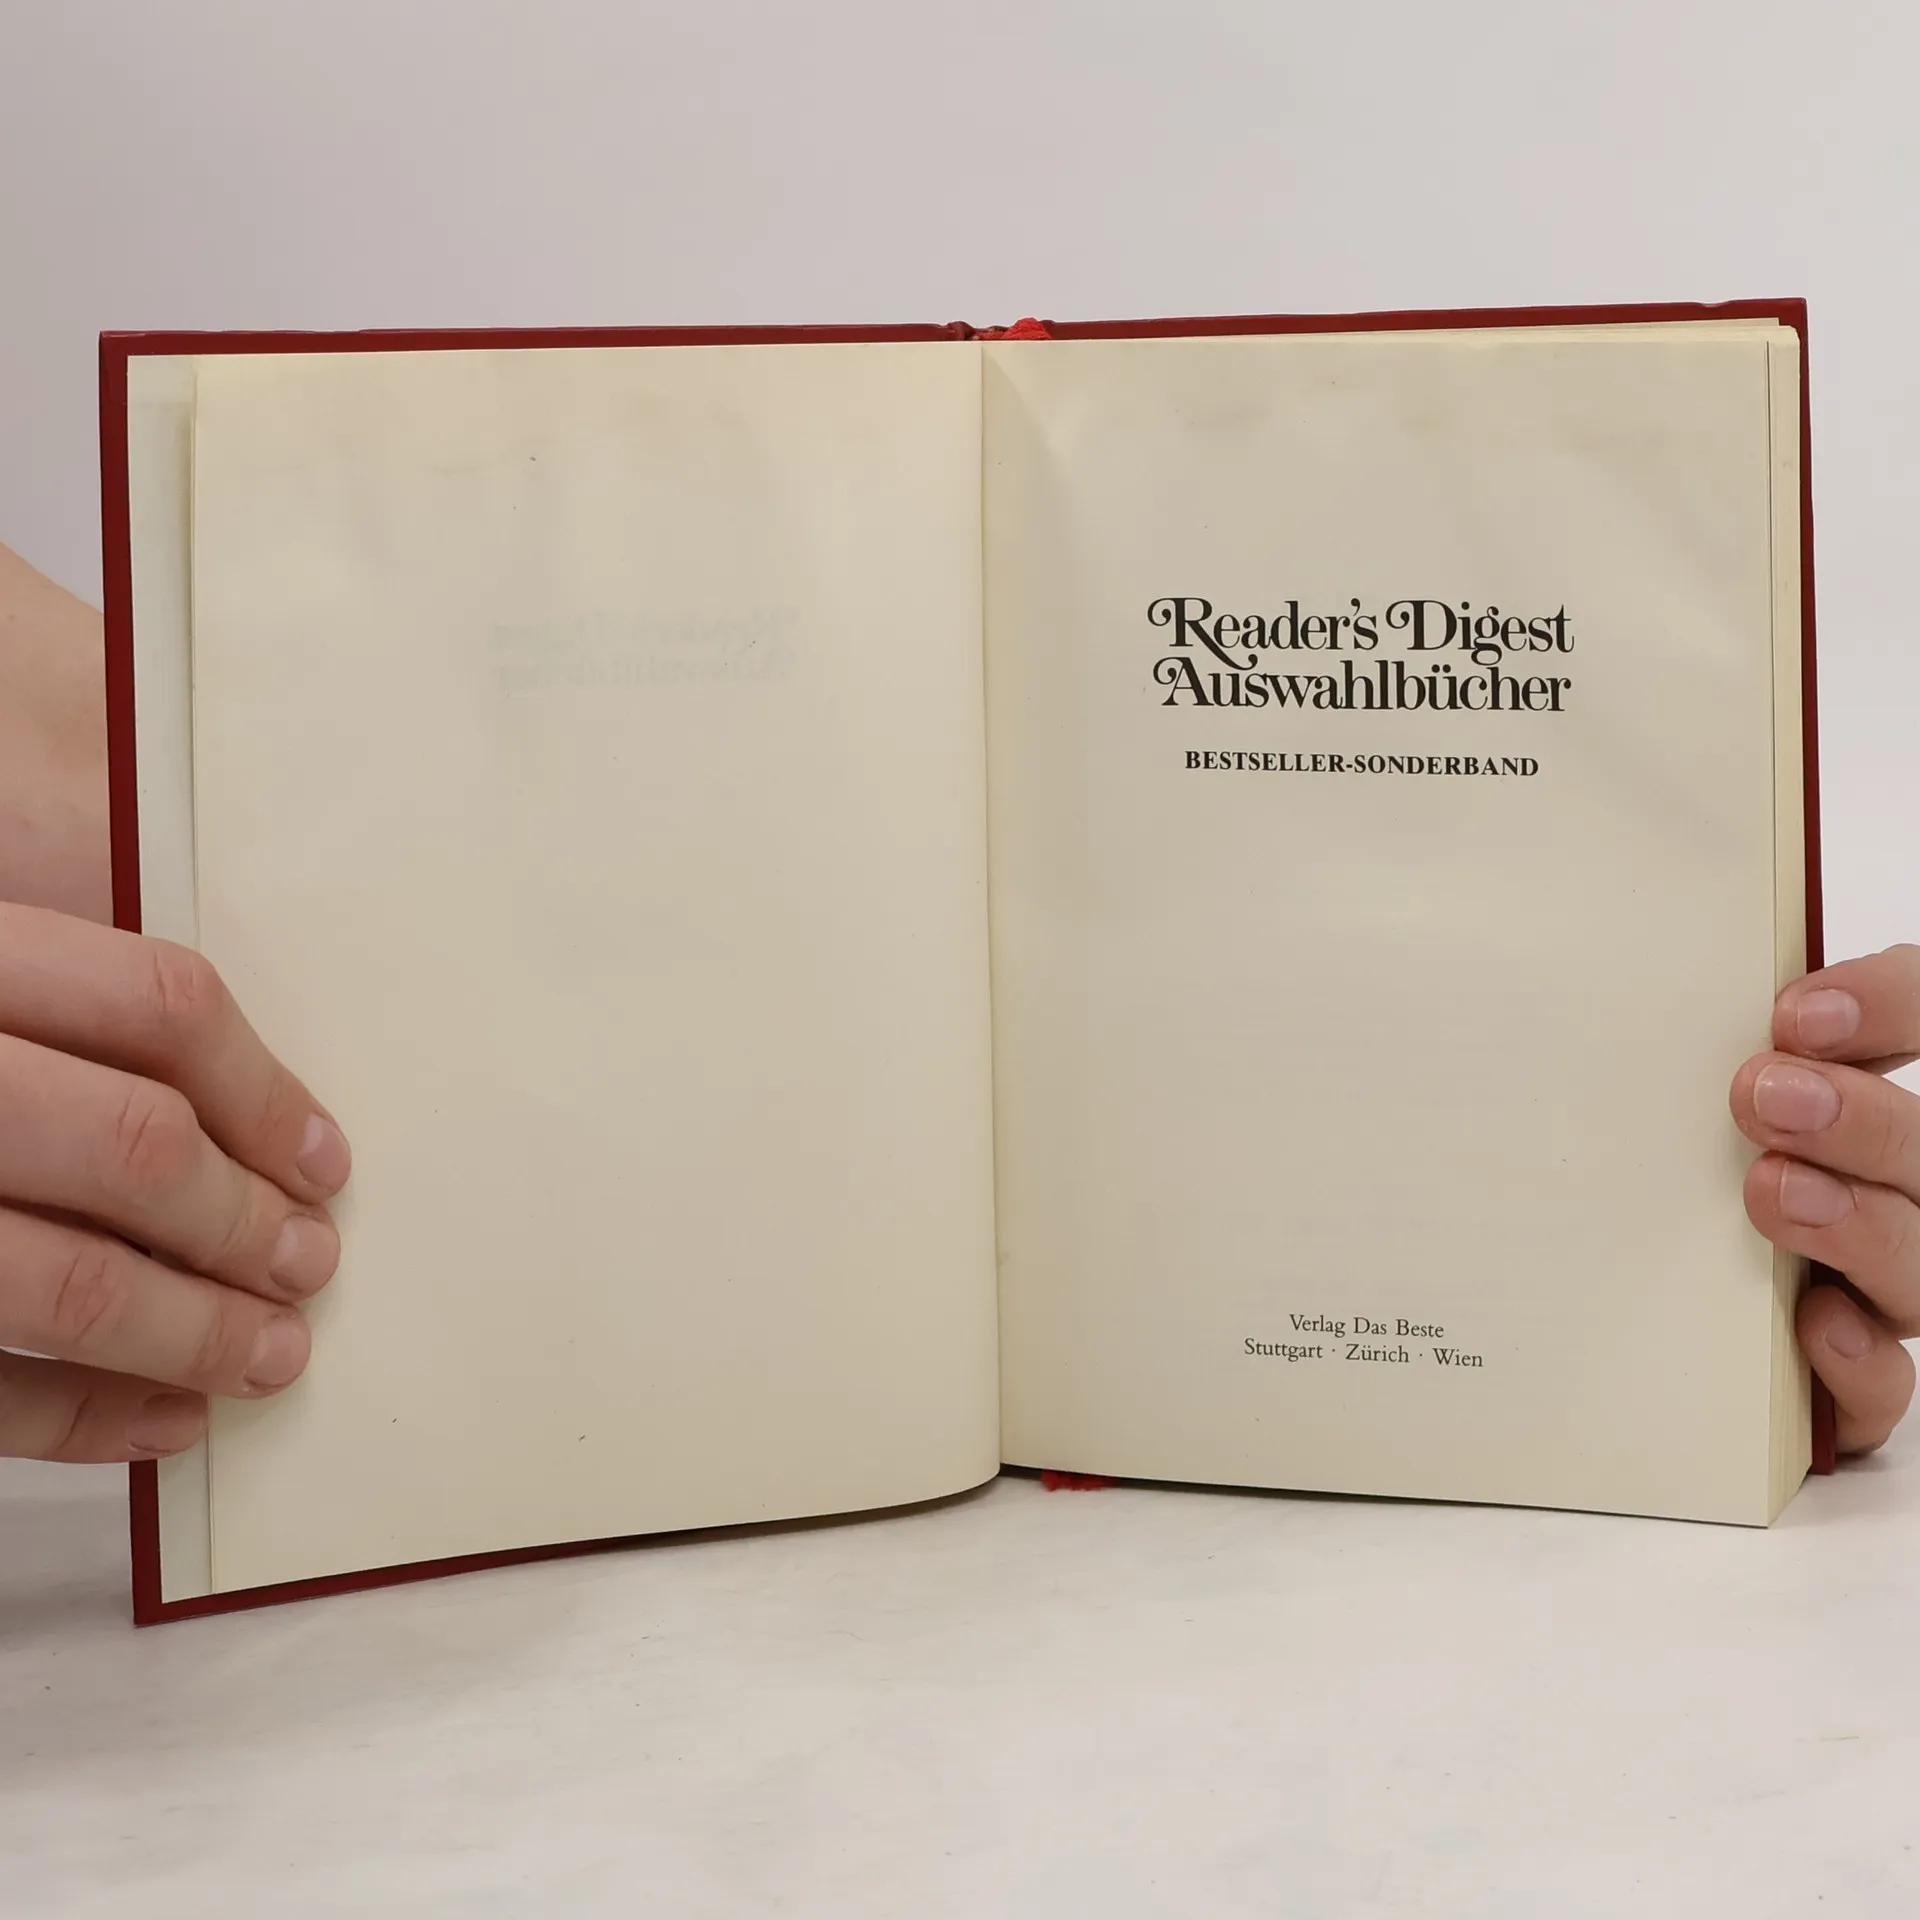 Reader's Digest
Auswahlbücher
BESTSELLER-SONDERBAND
Verlag Das Beste
Stuttgart · Zürich · Wien